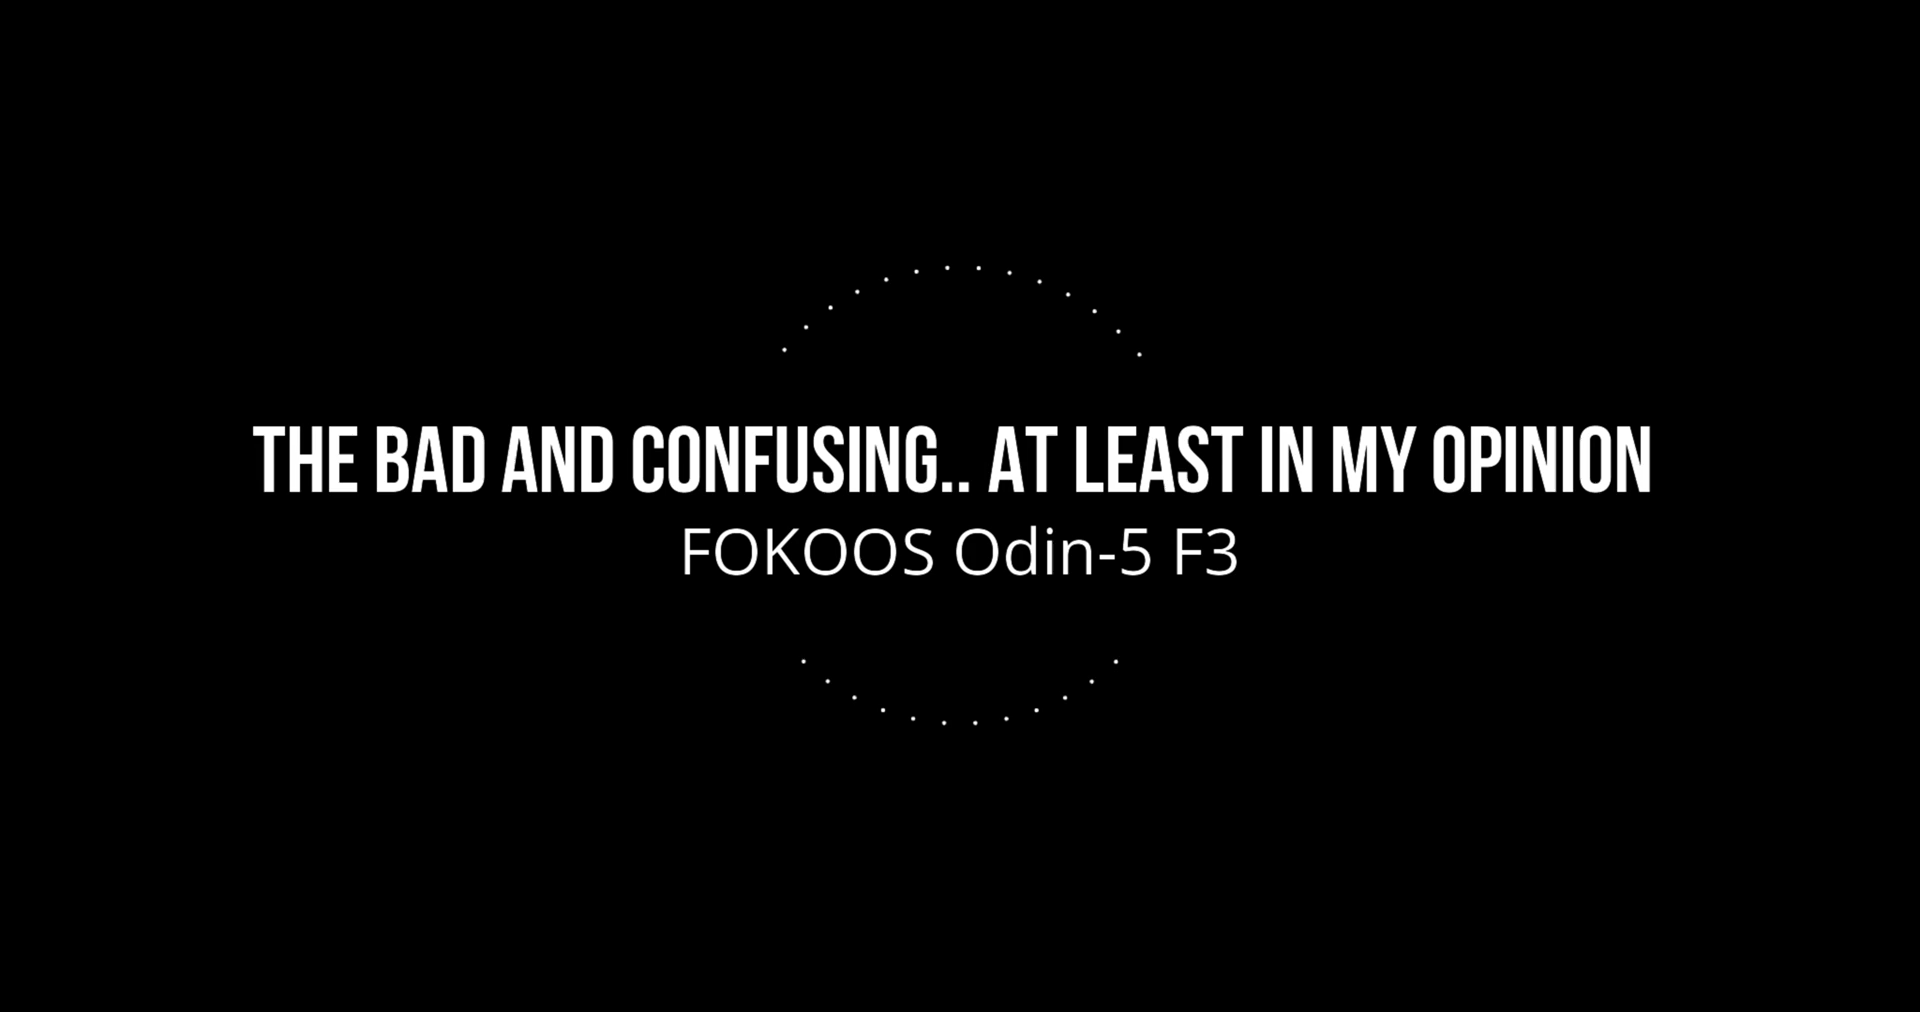 THE BAD AND CONFUSING.. AT LEAST IN MY OPINION
FOKOOS Odin-5 F3